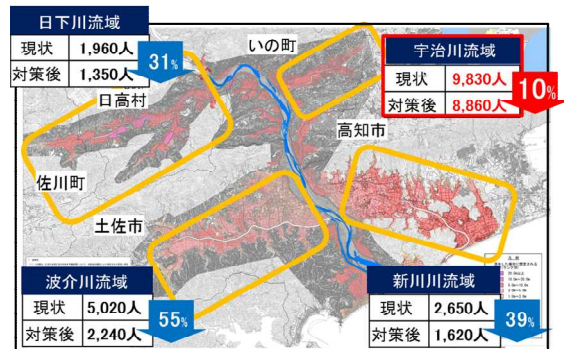 日下川流域
現状 1,960人
対策後 1,350人
31%
いの町
宇治川流域
現状 9,830人
対策後 8,860人
10%
日高村
高知市
佐川町
土佐市
波介川流域
現状 5,020人
対策後 2,240人
55%
新川川流域
現状 2,650人
対策後 1,620人
39%